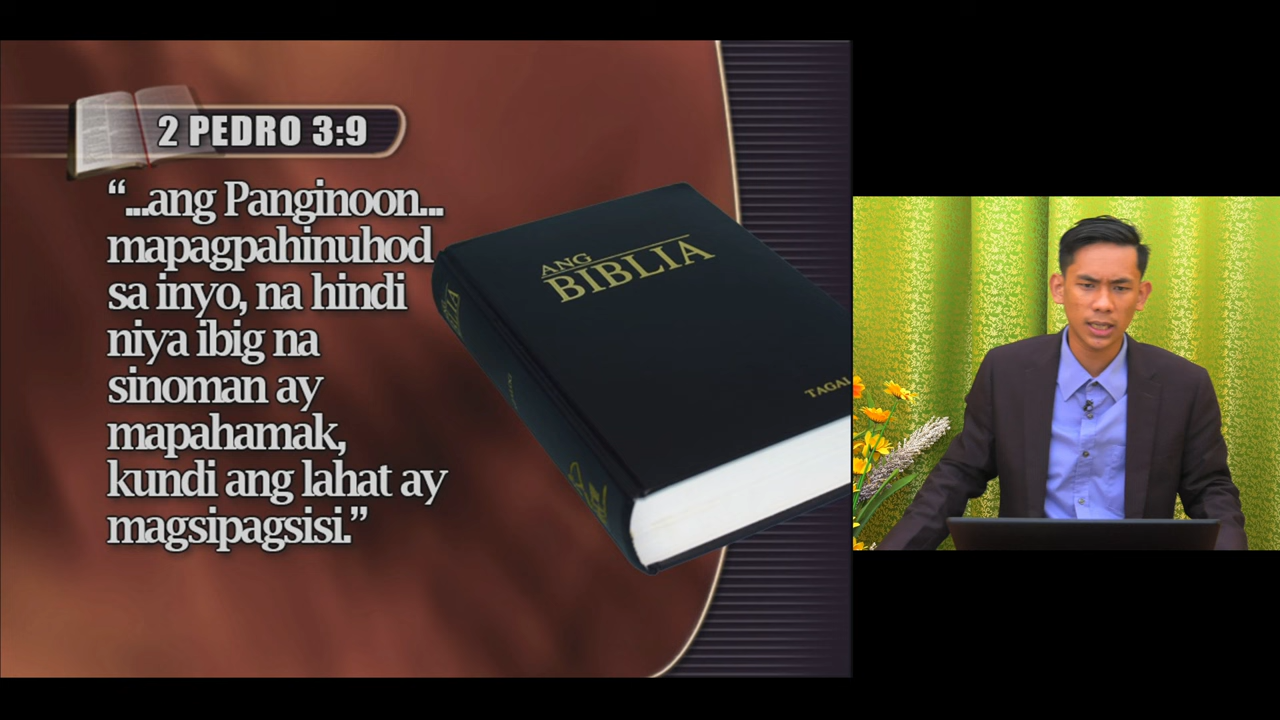 2 PEDRO 3:9
“...ang Panginoon...
mapagpahinuhod
sa inyo, na hindi
niya ibig na
sinoman ay
mapahamak,
kundi ang lahat ay
magsipagsisi.”
ANG
BIBLIA
BIBLIA